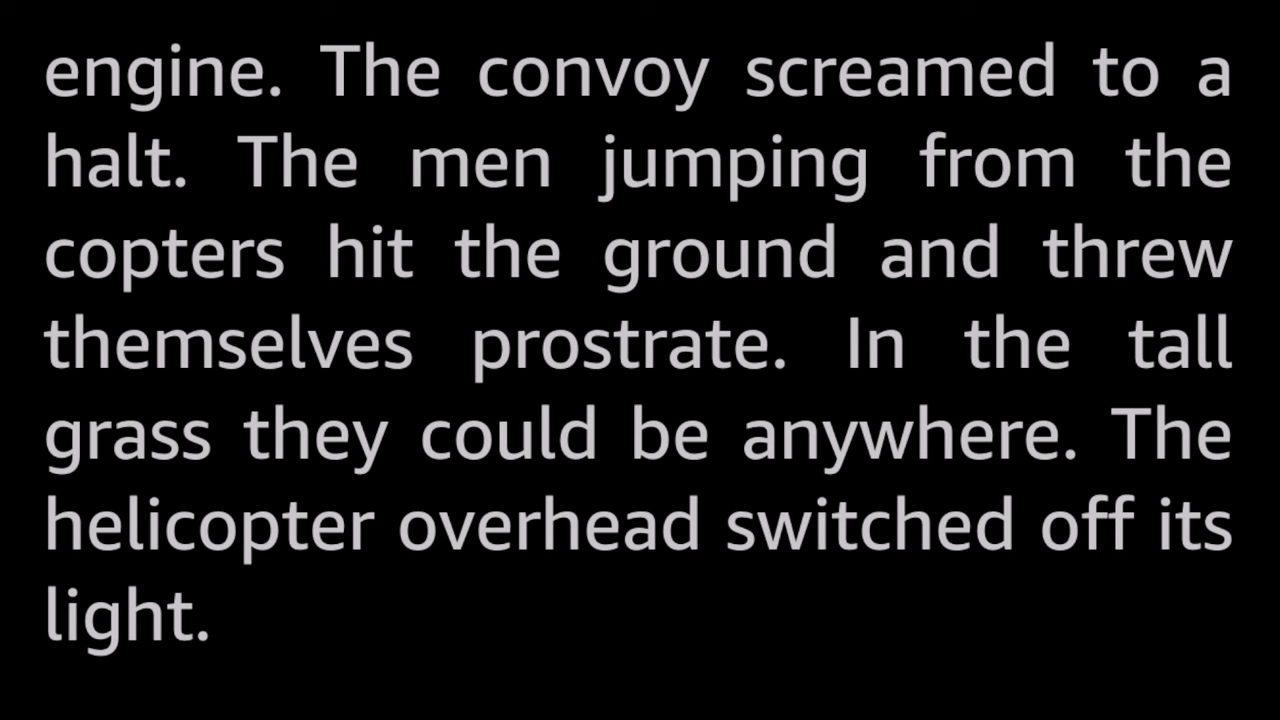 engine. The convoy screamed to a
halt. The men jumping from the
copters hit the ground and threw
themselves prostrate. In the tall
grass they could be anywhere. The
helicopter overhead switched off its
light.